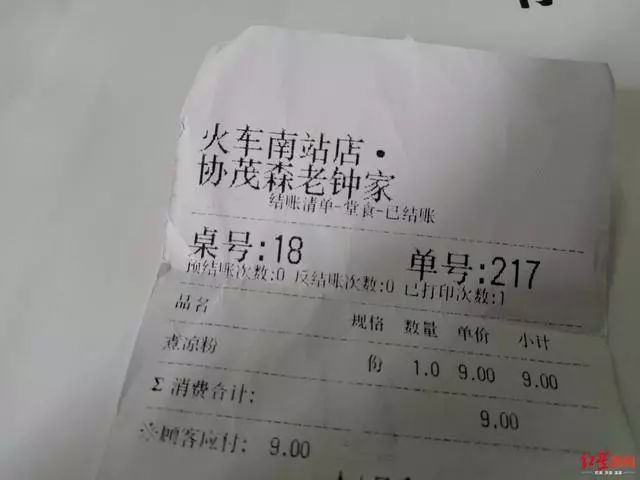 火车南站店·
协茂森老钟家
结账清单-堂食-已结账
桌号:18 单号:217
预结账次数:0 反结账次数:0 已打印次数:1
品名 规格 数量 单价 小计
煮凉粉 份 1.0 9.00 9.00
Σ 消费合计: 9.00
※顾客应付: 9.00
红星新闻